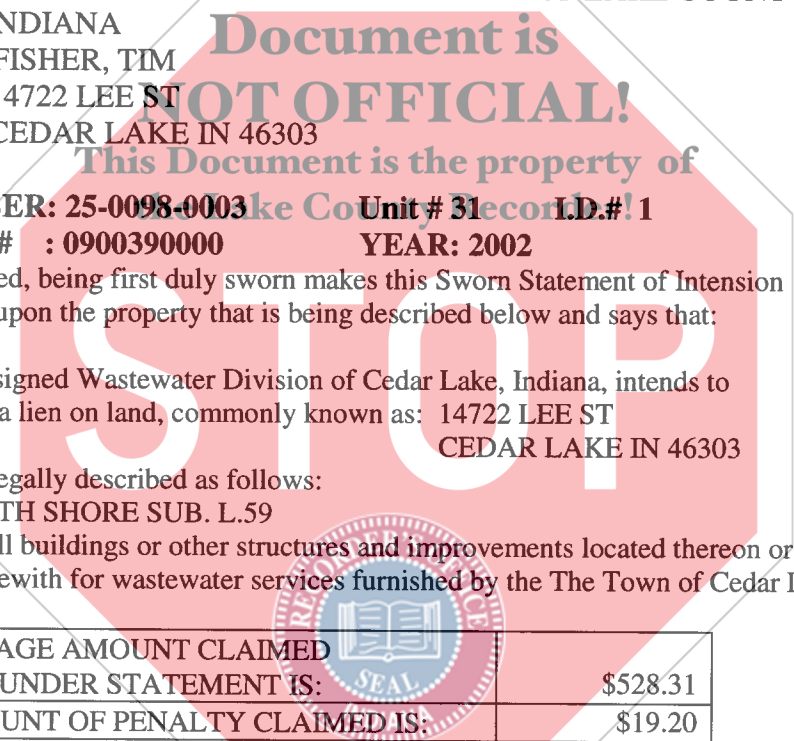 INDIANA
FISHER, TIM
4722 LEE ST
CEDAR LAKE IN 46303
Document is
NOT OFFICIAL!
This Document is the property of
the Lake County Recorder!
ER: 25-0098-0003 Unit # 31 I.D.# 1
# : 0900390000 YEAR: 2002
ed, being first duly sworn makes this Sworn Statement of Intension
upon the property that is being described below and says that:
signed Wastewater Division of Cedar Lake, Indiana, intends to
a lien on land, commonly known as: 14722 LEE ST
CEDAR LAKE IN 46303
egally described as follows:
TH SHORE SUB. L.59
ll buildings or other structures and improvements located thereon or
ewith for wastewater services furnished by the The Town of Cedar L
AGE AMOUNT CLAIMED
UNDER STATEMENT IS: $528.31
UNT OF PENALTY CLAIMED IS: $19.20
STOP
RECORDER OFFICE
SEAL
INDIANA